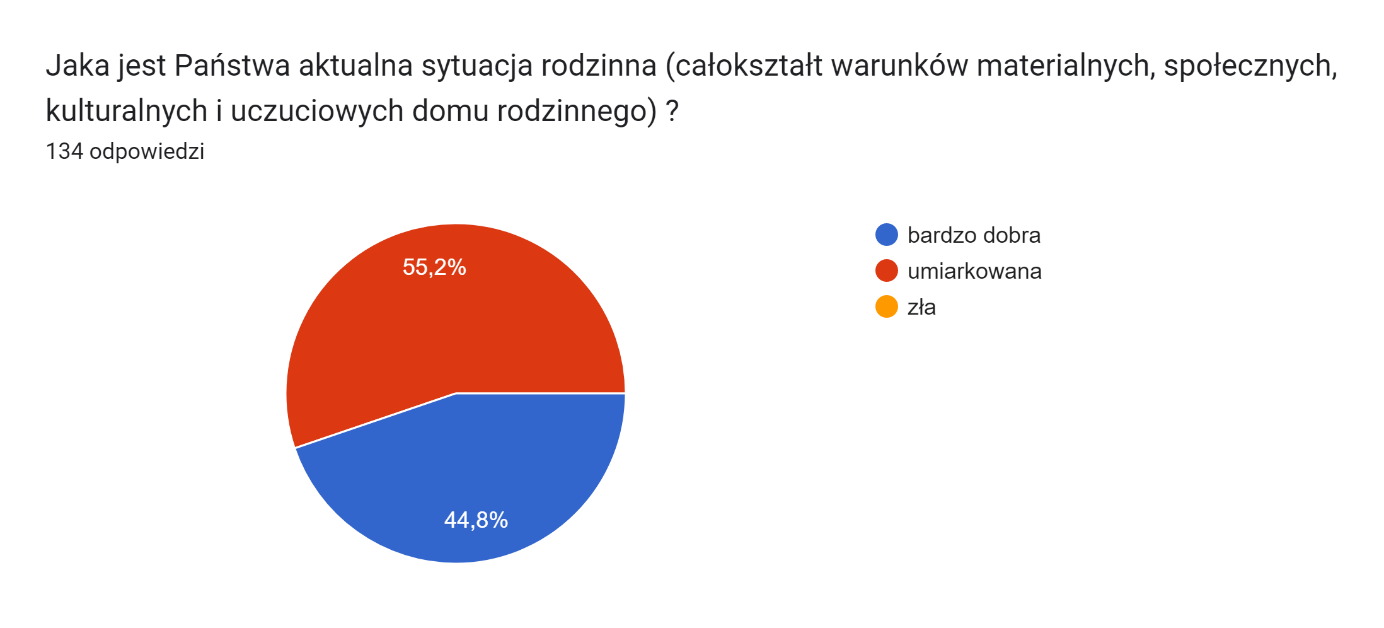 Jaka jest Państwa aktualna sytuacja rodzinna (całokształt warunków materialnych, społecznych,
kulturalnych i uczuciowych domu rodzinnego) ?
134 odpowiedzi
55,2%
44,8%
bardzo dobra
umiarkowana
zła